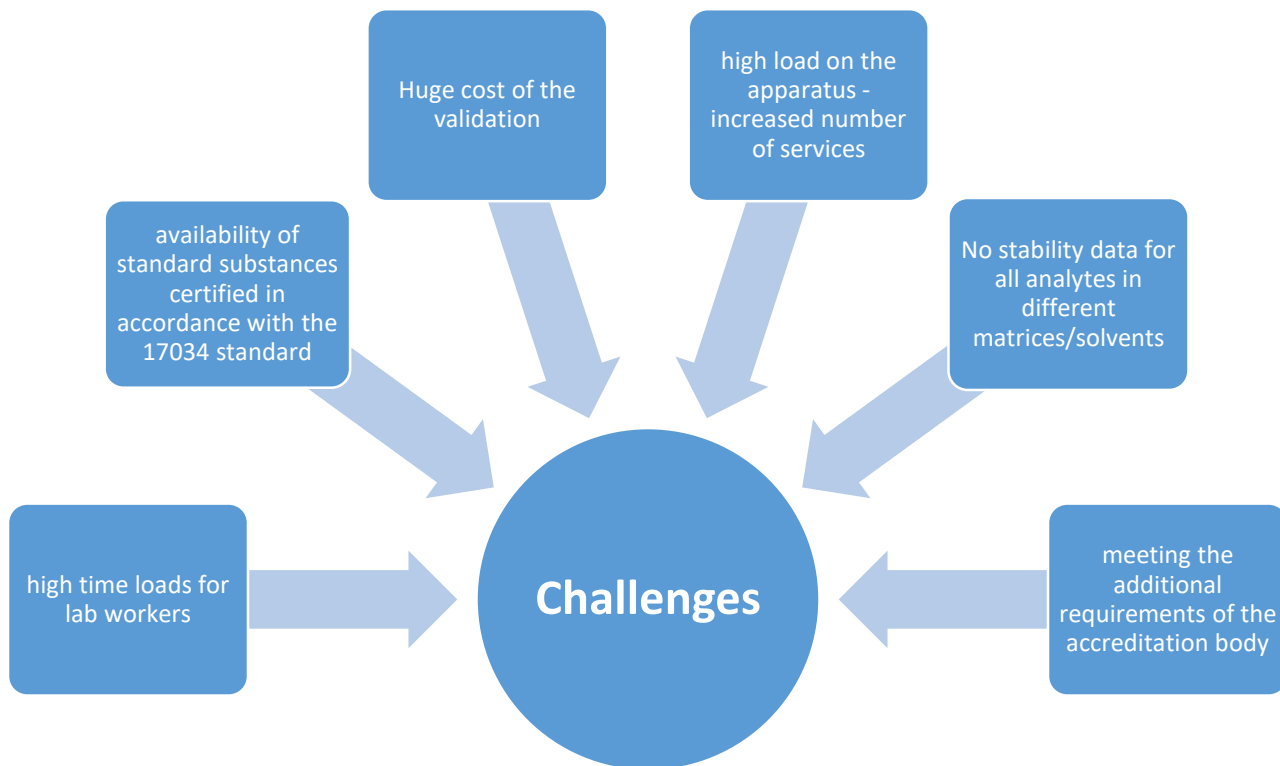 Huge cost of the
validation
high load on the
apparatus -
increased number
of services
availability of
standard substances
certified in
accordance with the
17034 standard
No stability data for
all analytes in
different
matrices/solvents
high time loads for
lab workers
Challenges
meeting the
additional
requirements of the
accreditation body